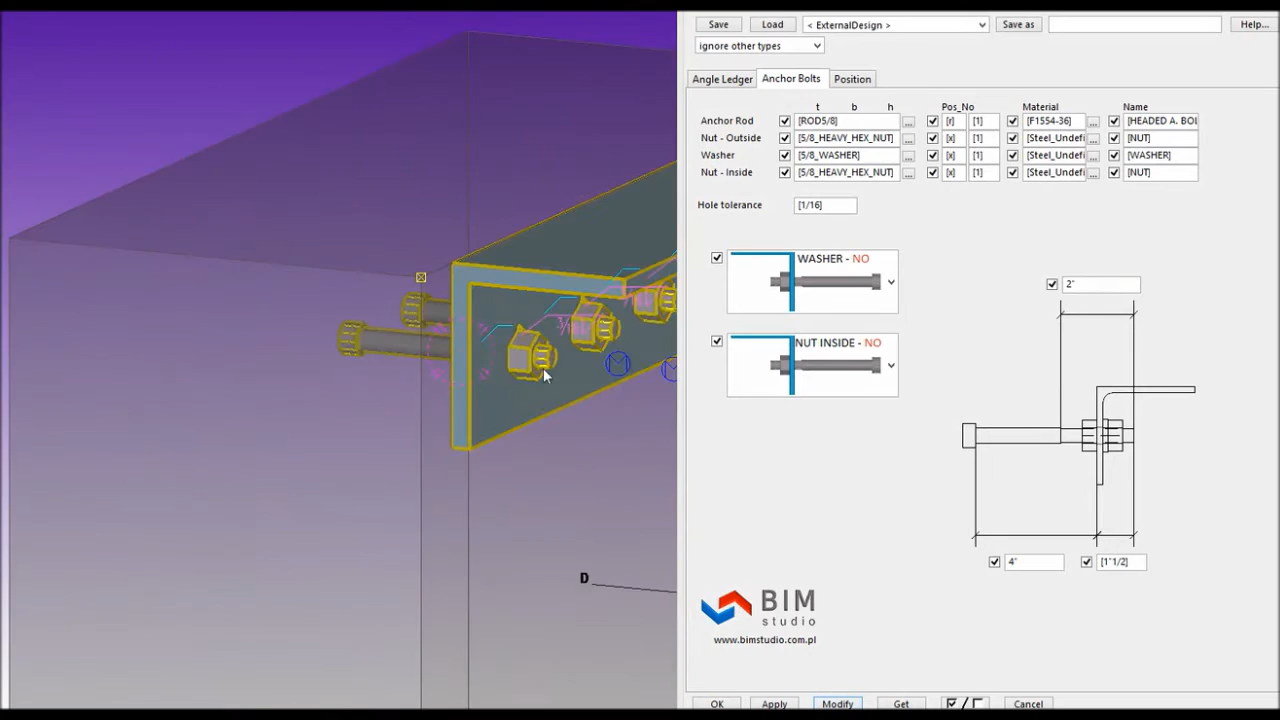 Save Load < ExternalDesign > Save as Help...
ignore other types
Angle Ledger Anchor Bolts Position
t b h Pos_No Material Name
Anchor Rod [ROD5/8] ... [r] [1] [F1554-36] ... [HEADED A. BOL
Nut - Outside [5/8_HEAVY_HEX_NUT] ... [x] [1] [Steel_Undefi ... [NUT]
Washer [5/8_WASHER] ... [x] [1] [Steel_Undefi ... [WASHER]
Nut - Inside [5/8_HEAVY_HEX_NUT] ... [x] [1] [Steel_Undefi ... [NUT]
Hole tolerance [1/16]
WASHER - NO
2"
NUT INSIDE - NO
4" [1"1/2]
D
BIM
studio
www.bimstudio.com.pl
OK Apply Modify Get / Cancel